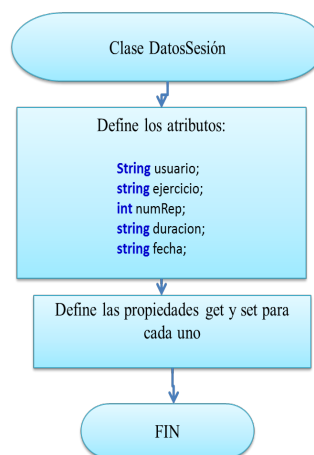 Clase DatosSesión
Define los atributos:
String usuario;
string ejercicio;
int numRep;
string duracion;
string fecha;
Define las propiedades get y set para
cada uno
FIN